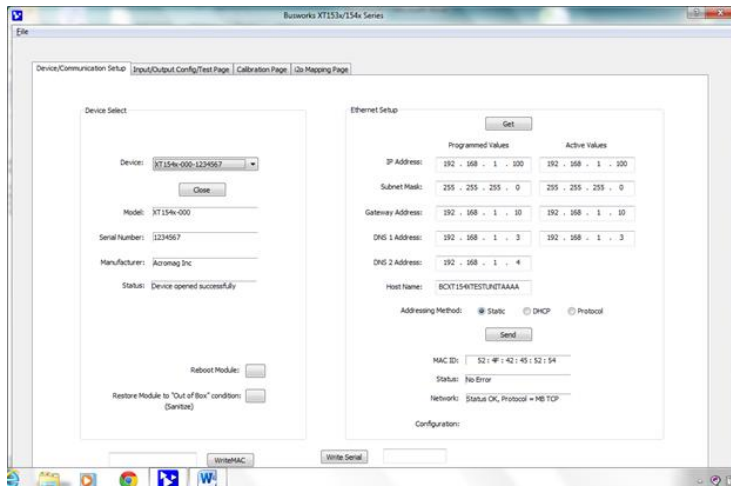 Busworks XT153x/154x Series
File
Device/Communication Setup Input/Output Config/Test Page Calibration Page i2o Mapping Page
Device Select
Device: XT154x-000-1234567
Close
Model: XT154x-000
Serial Number: 1234567
Manufacturer: Acromag Inc
Status: Device opened successfully
Reboot Module:
Restore Module to "Out of Box" condition:
(Sanitize)
WriteMAC
Write Serial
Ethernet Setup
Get
Programmed Values Active Values
IP Address: 192 . 168 . 1 . 100 192 . 168 . 1 . 100
Subnet Mask: 255 . 255 . 255 . 0 255 . 255 . 255 . 0
Gateway Address: 192 . 168 . 1 . 10 192 . 168 . 1 . 10
DNS 1 Address: 192 . 168 . 1 . 3 192 . 168 . 1 . 3
DNS 2 Address: 192 . 168 . 1 . 4
Host Name: BCXT154XTESTUNITAAAA
Addressing Method: Static DHCP Protocol
Send
MAC ID: 52 : 4F : 42 : 45 : 52 : 54
Status: No Error
Network: Status OK, Protocol = MB TCP
Configuration: